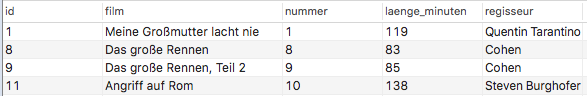 id film nummer laenge_minuten regisseur
1 Meine Großmutter lacht nie 1 119 Quentin Tarantino
8 Das große Rennen 8 83 Cohen
9 Das große Rennen, Teil 2 9 85 Cohen
11 Angriff auf Rom 10 138 Steven Burghofer